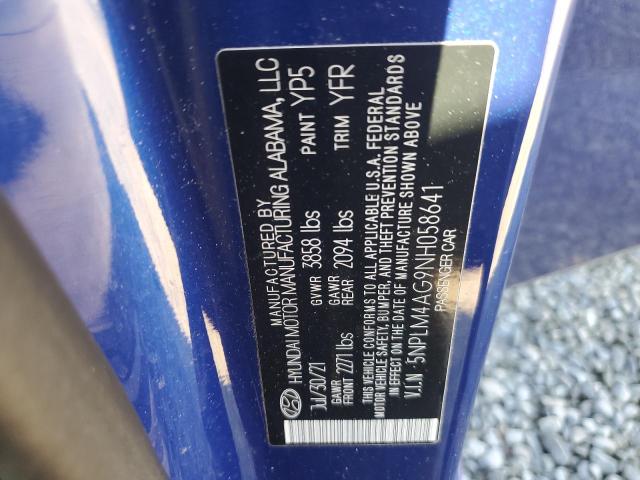 MANUFACTURED BY
HYUNDAI MOTOR MANUFACTURING ALABAMA, LLC
JUL/30/21 GVWR 3858 lbs PAINT YP5
GAWR FRONT 2271 lbs GAWR REAR 2094 lbs TRIM YFR
THIS VEHICLE CONFORMS TO ALL APPLICABLE U.S.A. FEDERAL
MOTOR VEHICLE SAFETY, BUMPER, AND THEFT PREVENTION STANDARDS
IN EFFECT ON THE DATE OF MANUFACTURE SHOWN ABOVE
V.I.N : 5NPLM4AG9NH058641
PASSENGER CAR